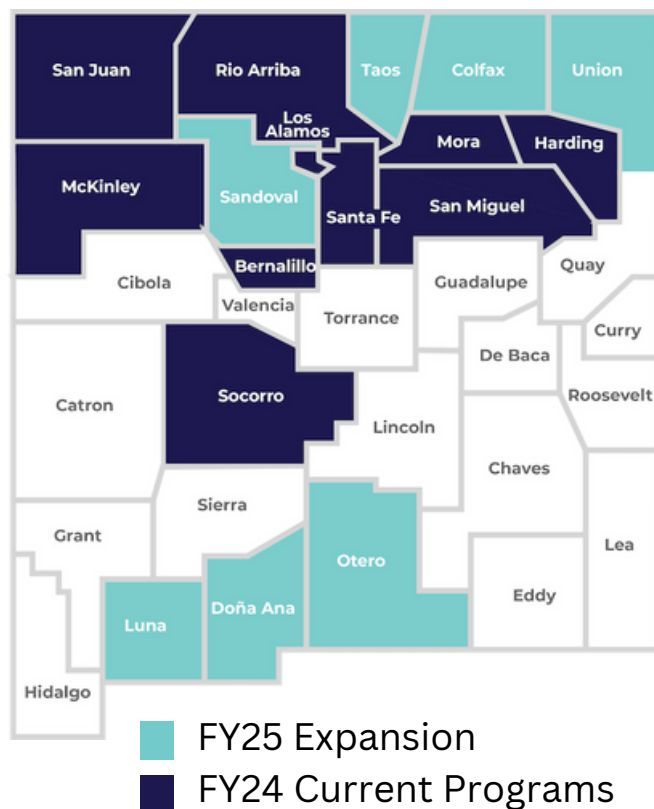 San Juan
Rio Arriba
Taos
Colfax
Union
Los
Alamos
Mora
Harding
McKinley
Sandoval
Santa Fe
San Miguel
Bernalillo
Cibola
Valencia
Torrance
Guadalupe
Quay
Curry
De Baca
Roosevelt
Catron
Socorro
Lincoln
Chaves
Sierra
Grant
Lea
Otero
Doña Ana
Luna
Eddy
Hidalgo
FY25 Expansion
FY24 Current Programs